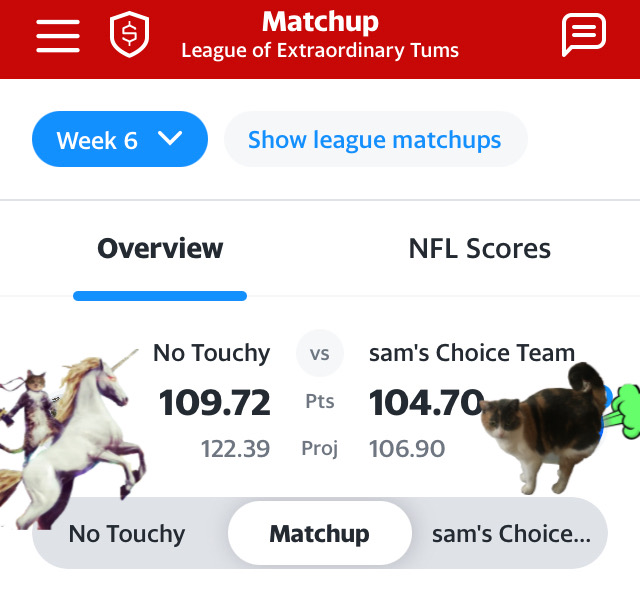 Matchup
League of Extraordinary Tums
Week 6
Show league matchups
Overview
NFL Scores
No Touchy vs sam's Choice Team
109.72 Pts 104.70
122.39 Proj 106.90
No Touchy Matchup sam's Choice...